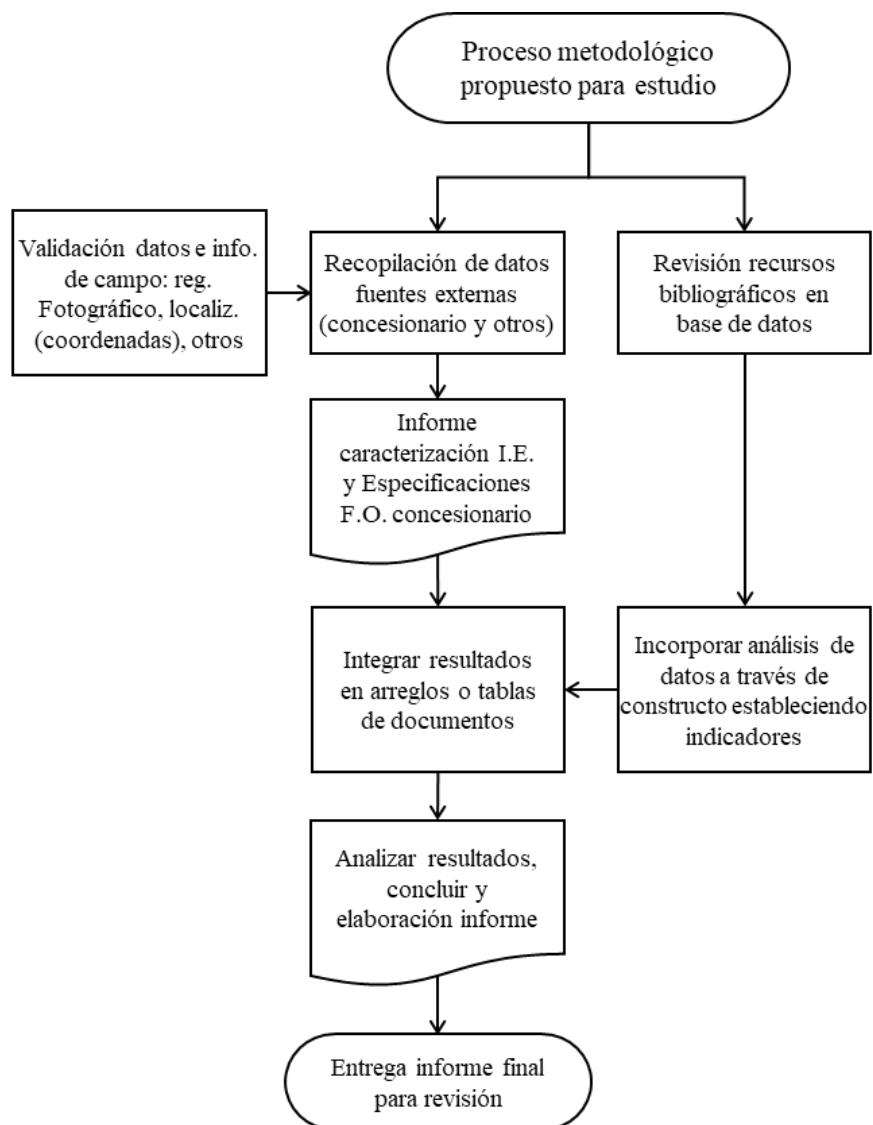 Proceso metodológico
propuesto para estudio
Validación datos e info.
de campo: reg.
Fotográfico, localiz.
(coordenadas), otros
Recopilación de datos
fuentes externas
(concesionario y otros)
Revisión recursos
bibliográficos en
base de datos
Informe
caracterización I.E.
y Especificaciones
F.O. concesionario
Integrar resultados
en arreglos o tablas
de documentos
Incorporar análisis de
datos a través de
constructo estableciendo
indicadores
Analizar resultados,
concluir y
elaboración informe
Entrega informe final
para revisión